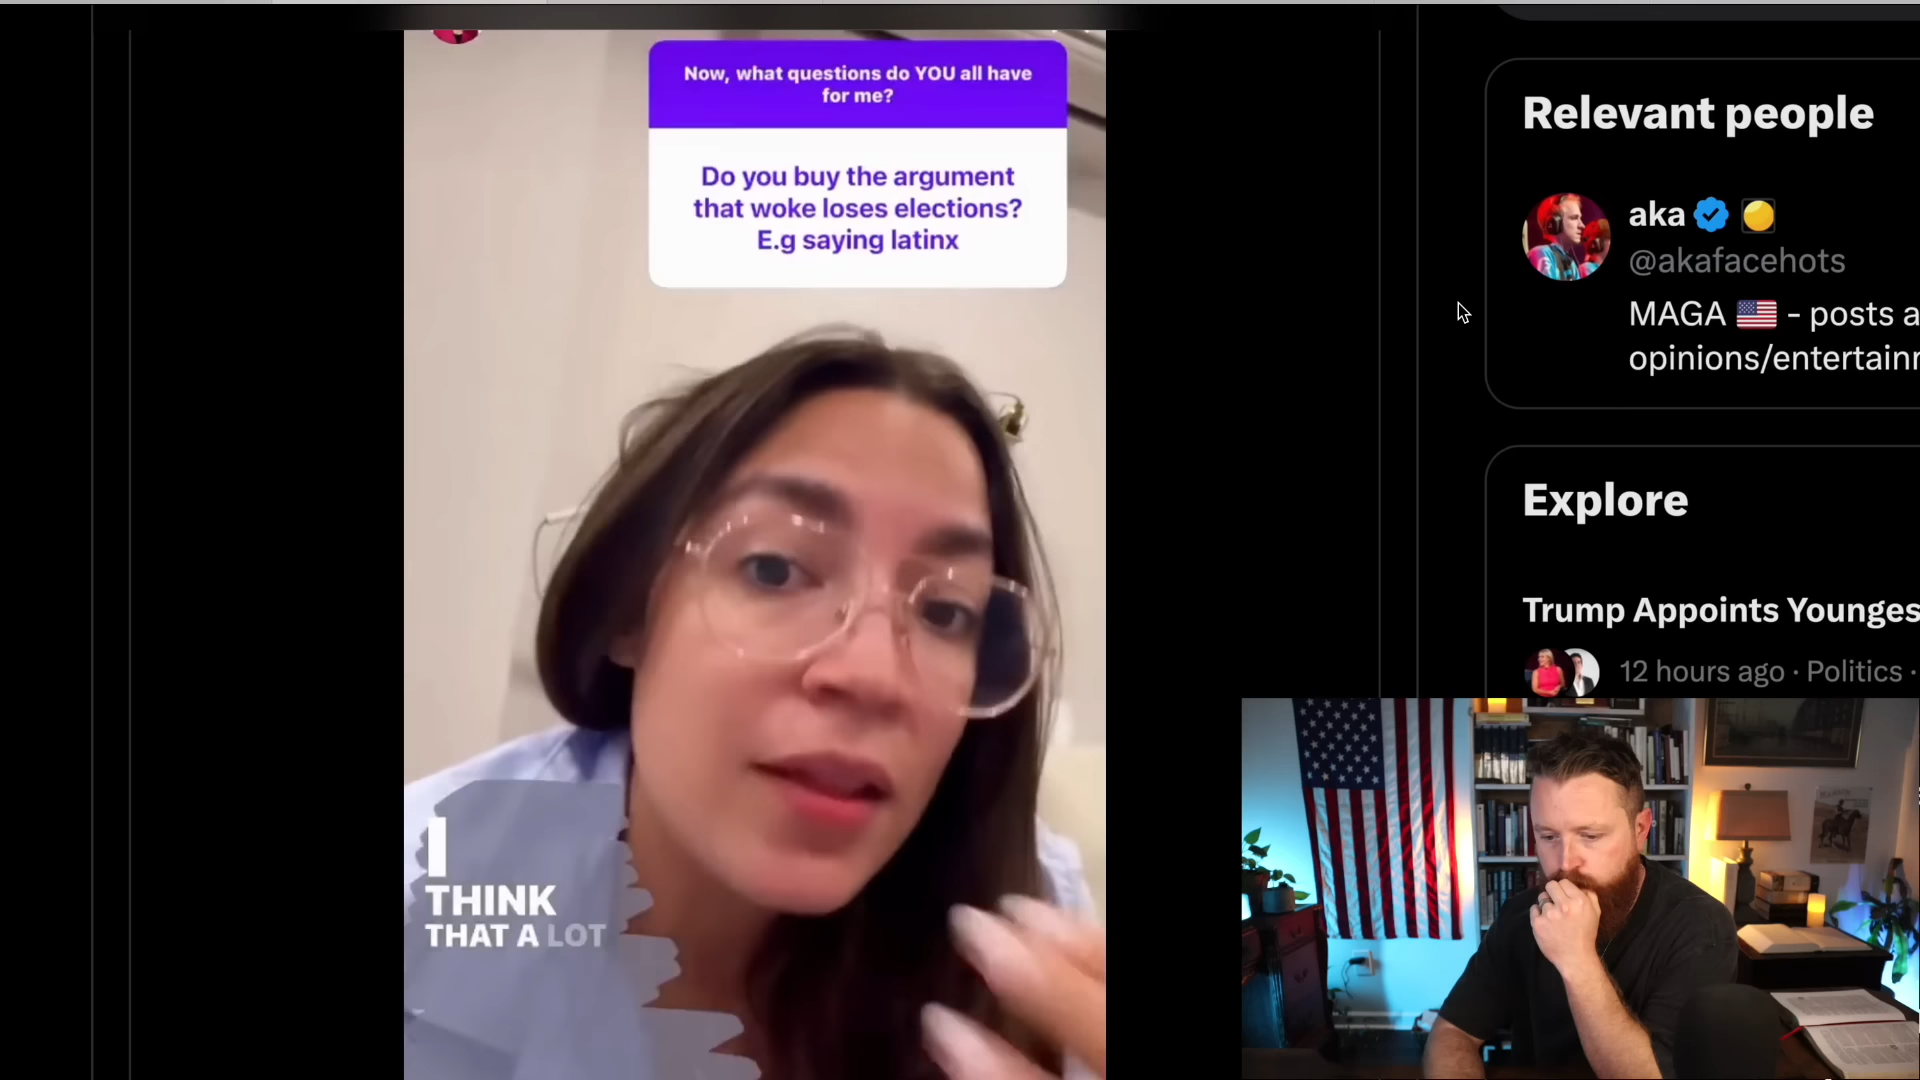 Now, what questions do YOU all have
for me?
Do you buy the argument
that woke loses elections?
E.g saying latinx
I
THINK
THAT A LOT
Relevant people
aka
@akafacehots
MAGA 🇺🇸 - posts a
opinions/entertain
Explore
Trump Appoints Younges
12 hours ago · Politics ·